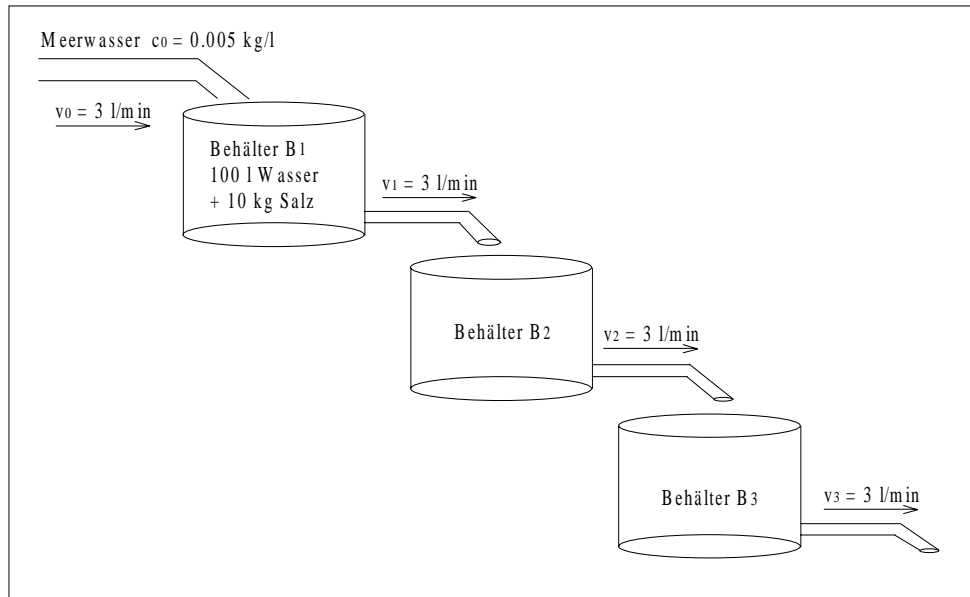 Meerwasser c0 = 0.005 kg/l
v0 = 3 l/min
Behälter B1
100 l Wasser
+ 10 kg Salz
v1 = 3 l/min
Behälter B2
v2 = 3 l/min
Behälter B3
v3 = 3 l/min